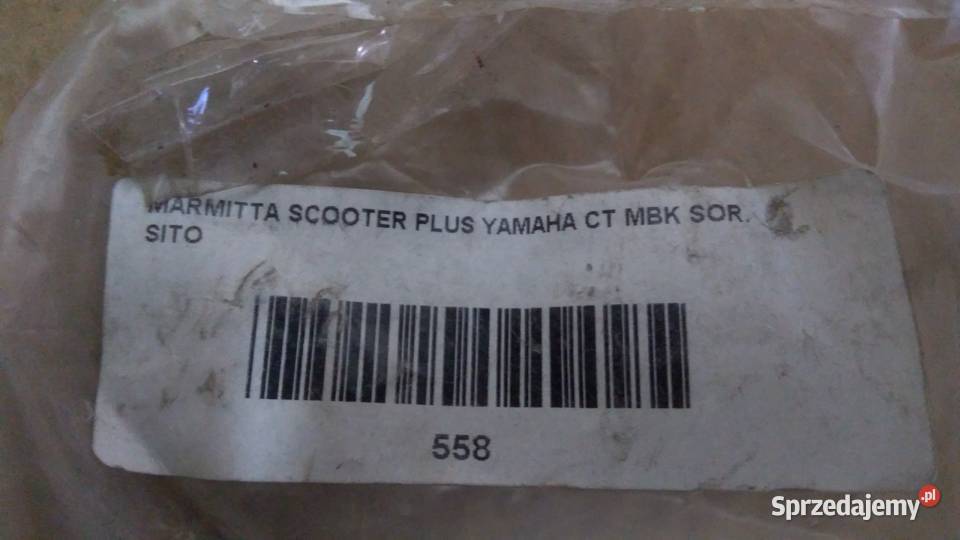 MARMITTA SCOOTER PLUS YAMAHA CT MBK SOR.
SITO
558
Sprzedajemy.pl